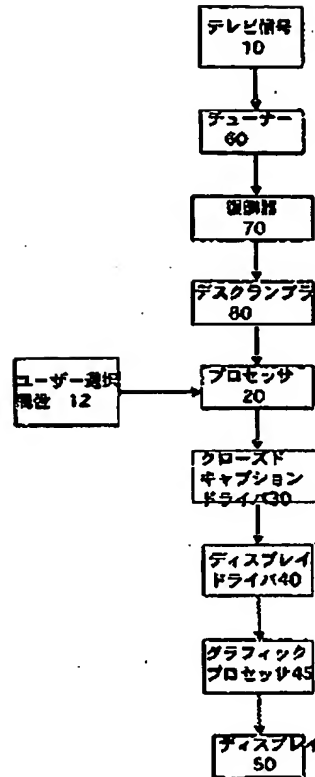 テレビ信号
10
チューナー
60
復調器
70
デスクランブラ
80
プロセッサ
20
ユーザー選択
12
クローズド
キャプション
ドライバ30
ディスプレイ
ドライバ40
グラフィック
プロセッサ45
ディスプレイ
50